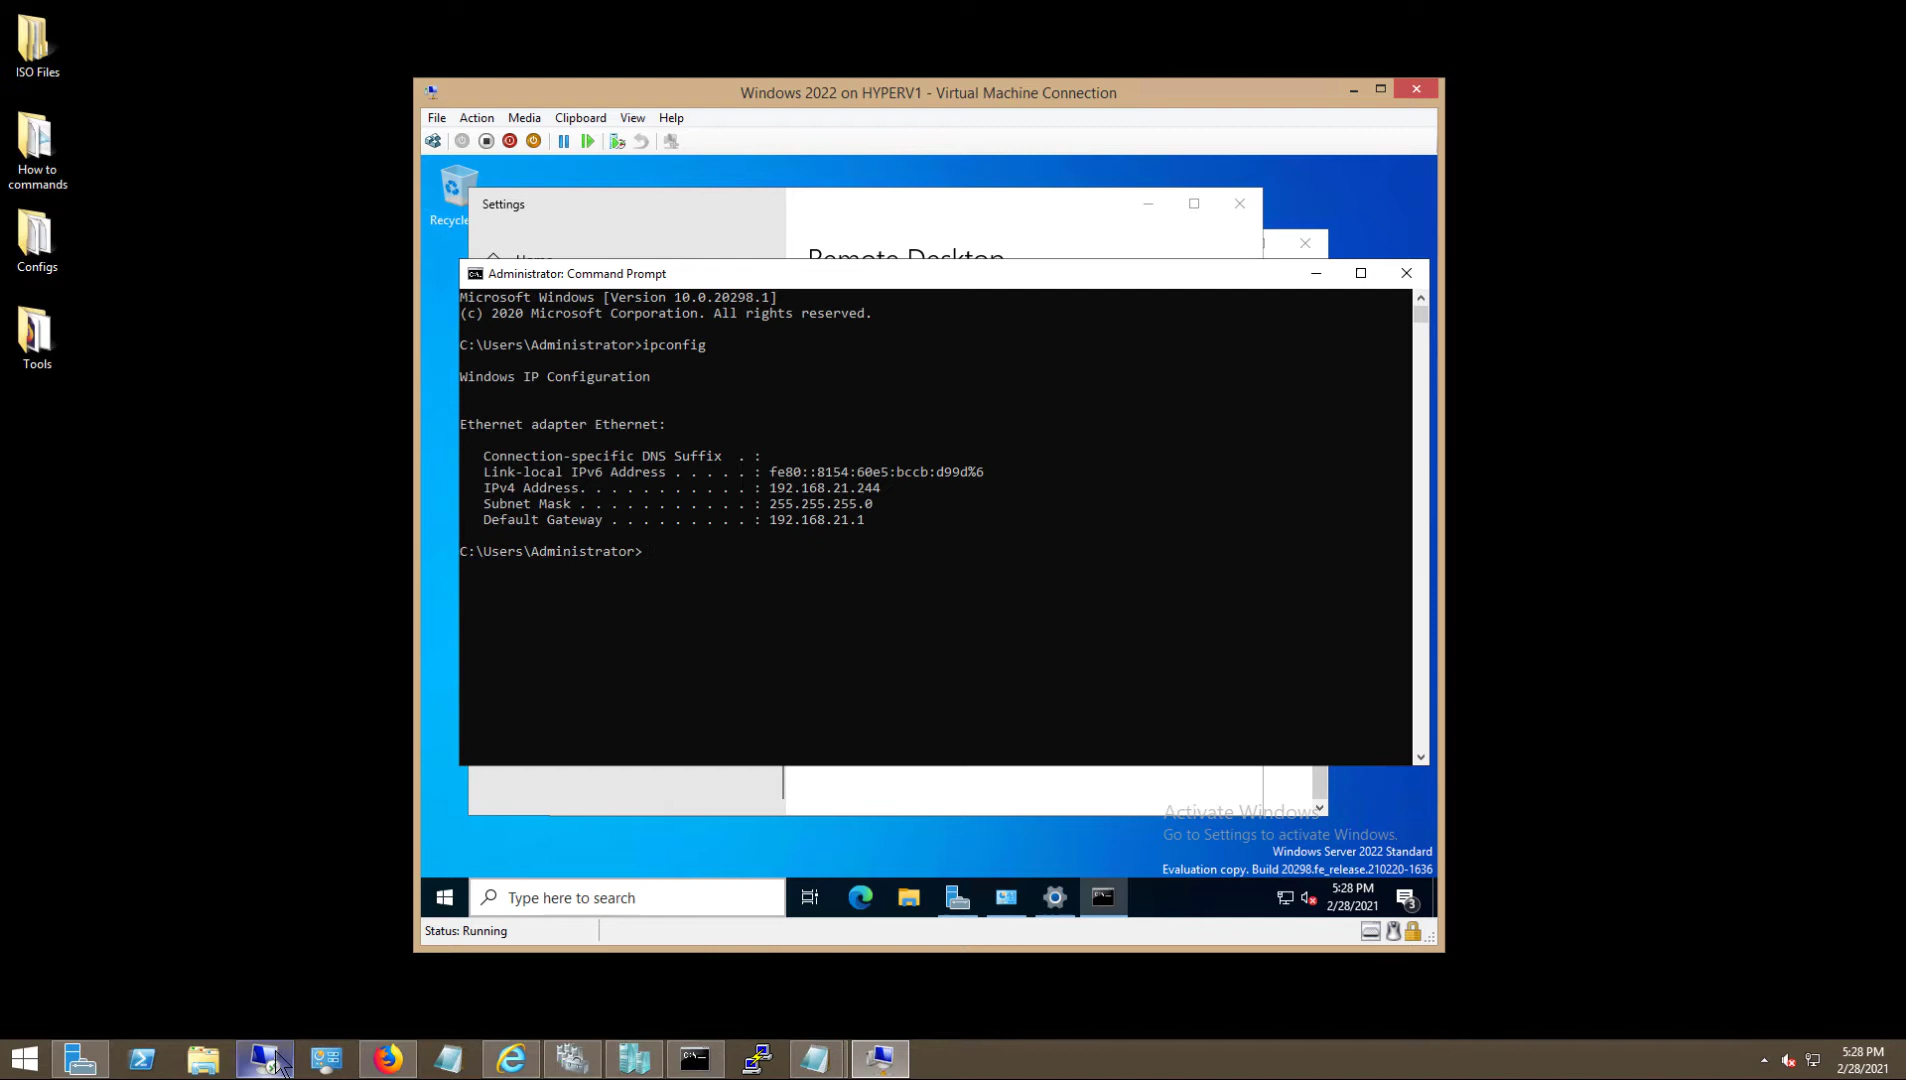 ISO Files
How to
commands
Configs
Tools
Windows 2022 on HYPERV1 - Virtual Machine Connection
File Action Media Clipboard View Help
Recycle
Settings
Home
Remote Desktop
Administrator: Command Prompt
Microsoft Windows [Version 10.0.20298.1]
(c) 2020 Microsoft Corporation. All rights reserved.
C:\Users\Administrator>ipconfig
Windows IP Configuration
Ethernet adapter Ethernet:
Connection-specific DNS Suffix . :
Link-local IPv6 Address . . . . . : fe80::8154:60e5:bccb:d99d%6
IPv4 Address. . . . . . . . . . . : 192.168.21.244
Subnet Mask . . . . . . . . . . . : 255.255.255.0
Default Gateway . . . . . . . . . : 192.168.21.1
C:\Users\Administrator>
Activate Windows
Go to Settings to activate Windows.
Windows Server 2022 Standard
Evaluation copy. Build 20298.fe_release.210220-1636
Type here to search
5:28 PM
2/28/2021
3
Status: Running
5:28 PM
2/28/2021